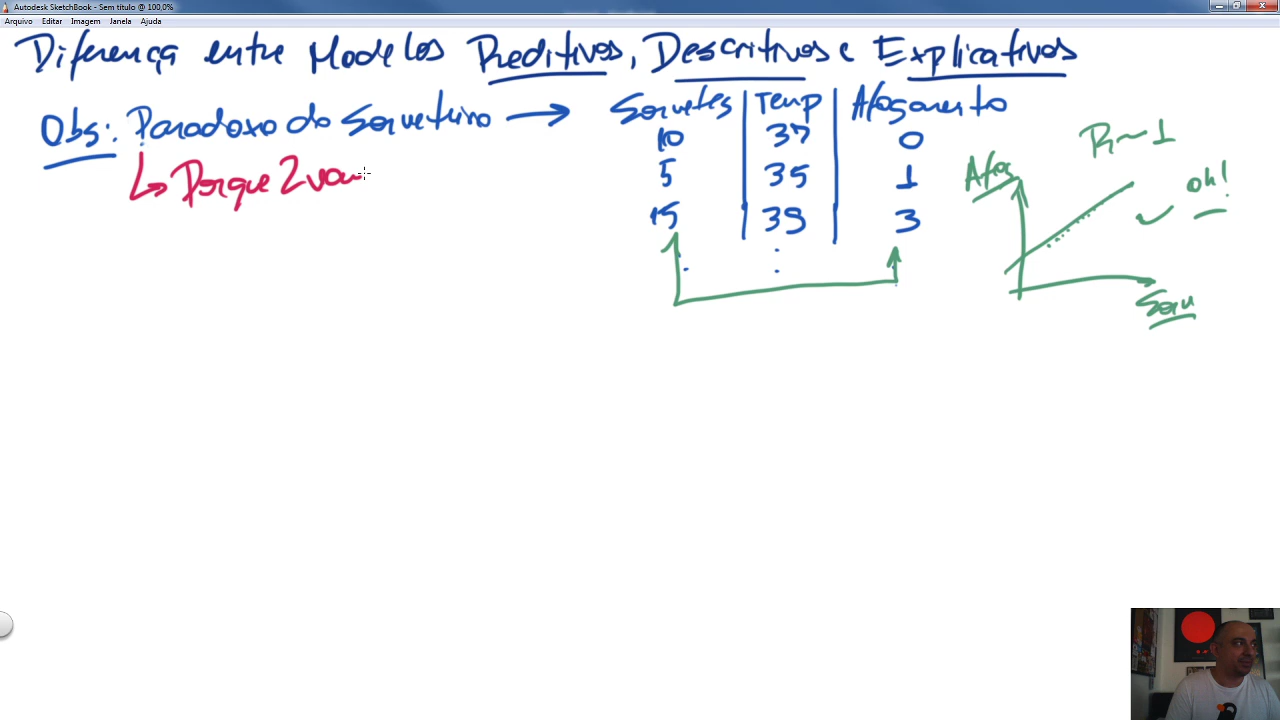 Autodesk SketchBook - Sem título @ 100,0%
Arquivo Editar Imagem Janela Ajuda
Diferença entre Modelos Preditivos, Descritivos e Explicativos
Obs: Paradoxo do Sorveteiro →
↳ Porque 2 vari
Sorvetes | Temp | Afogamento
10 | 37 | 0
5 | 35 | 1
15 | 39 | 3
Afog
R~1
Oh!
Sorv